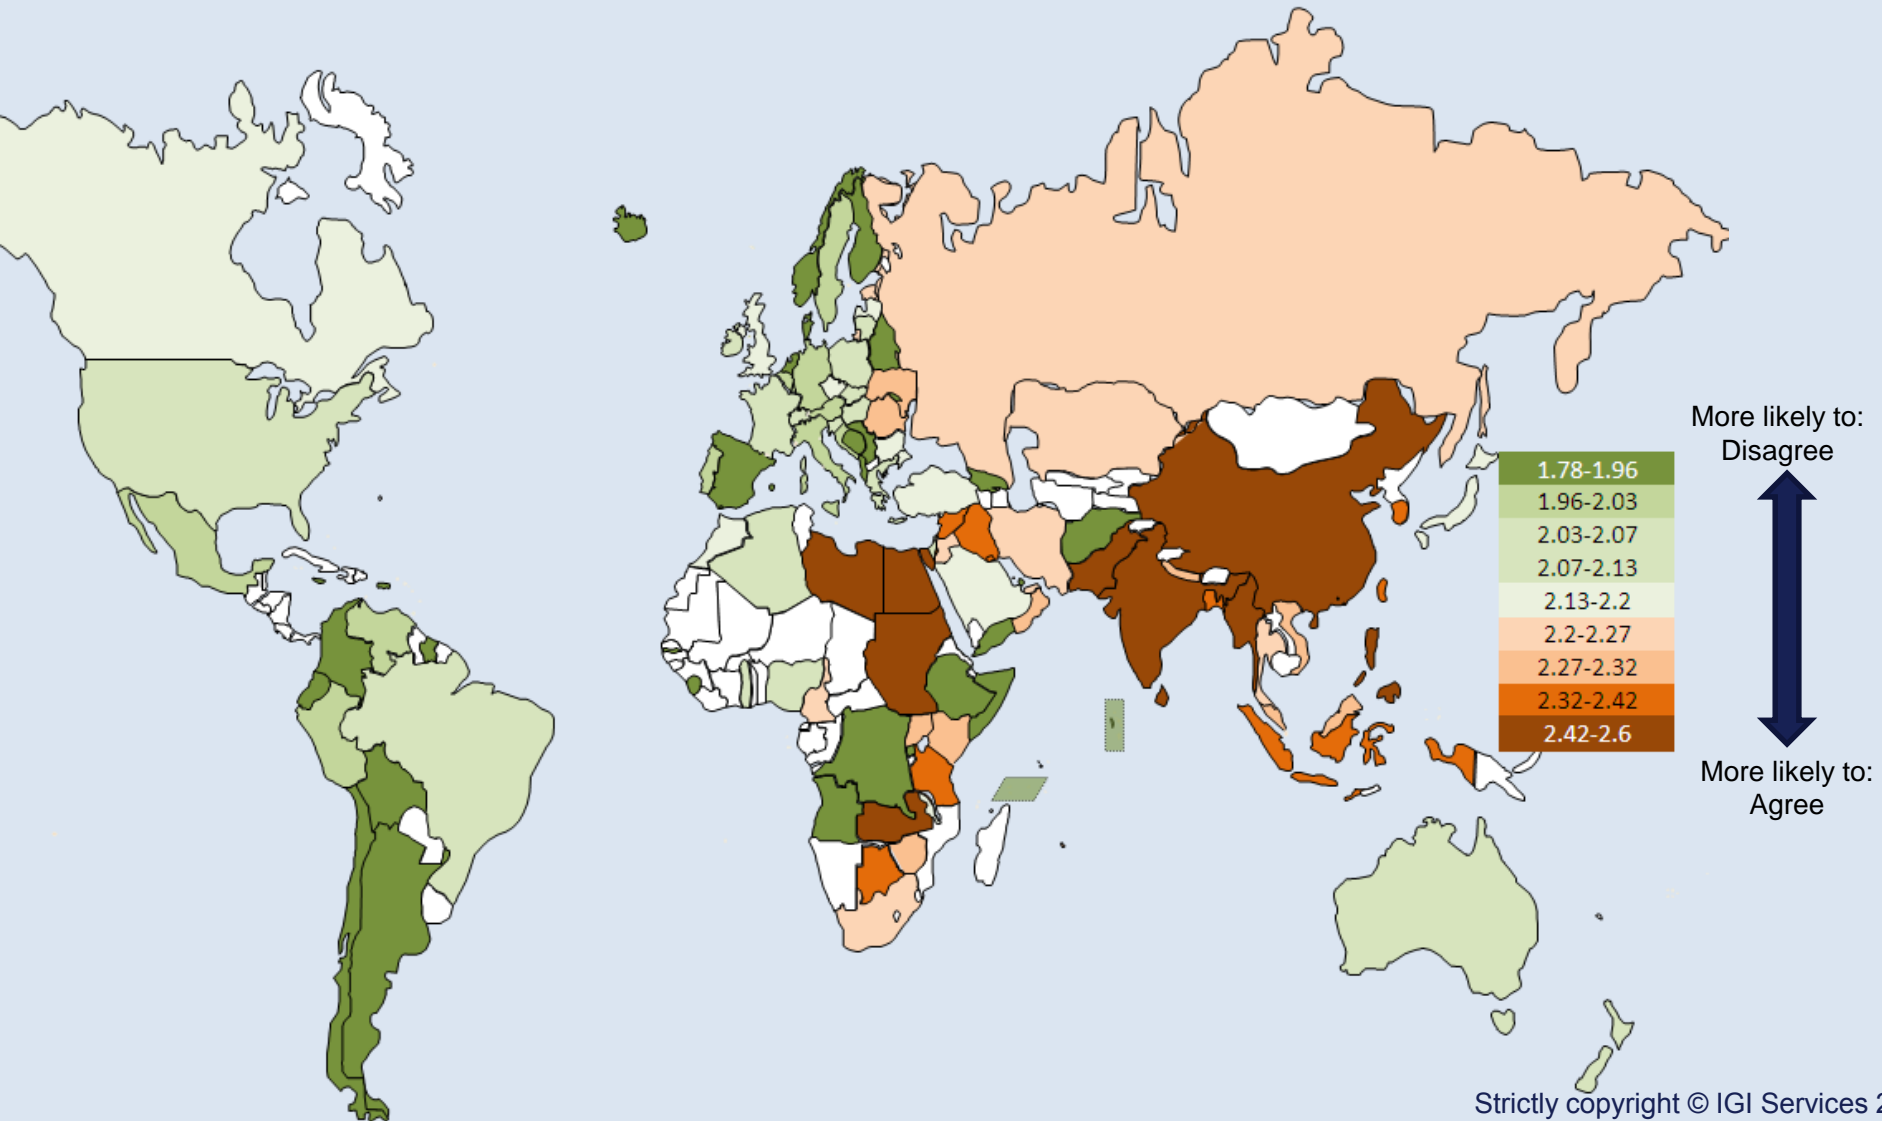 More likely to:
Disagree
1.78-1.96
1.96-2.03
2.03-2.07
2.07-2.13
2.13-2.2
2.2-2.27
2.27-2.32
2.32-2.42
2.42-2.6
More likely to:
Agree
Strictly copyright © IGI Services 2